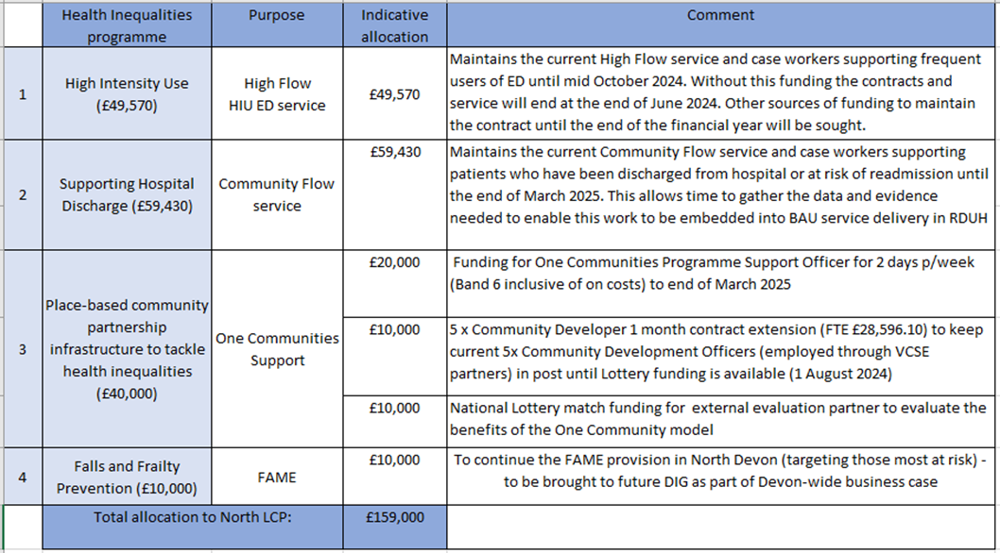 Health Inequalities
programme
Purpose
Indicative
allocation
Comment
1
High Intensity Use
(£49,570)
High Flow
HIU ED service
£49,570
Maintains the current High Flow service and case workers supporting frequent
users of ED until mid October 2024. Without this funding the contracts and
service will end at the end of June 2024. Other sources of funding to maintain
the contract until the end of the financial year will be sought.
2
Supporting Hospital
Discharge (£59,430)
Community Flow
service
£59,430
Maintains the current Community Flow service and case workers supporting
patients who have been discharged from hospital or at risk of readmission until
the end of March 2025. This allows time to gather the data and evidence
needed to enable this work to be embedded into BAU service delivery in RDUH
3
Place-based community
partnership
infrastructure to tackle
health inequalities
(£40,000)
One Communities
Support
£20,000
Funding for One Communities Programme Support Officer for 2 days p/week
(Band 6 inclusive of on costs) to end of March 2025
£10,000
5 x Community Developer 1 month contract extension (FTE £28,596.10) to keep
current 5x Community Development Officers (employed through VCSE
partners) in post until Lottery funding is available (1 August 2024)
£10,000
National Lottery match funding for external evaluation partner to evaluate the
benefits of the One Community model
4
Falls and Frailty
Prevention (£10,000)
FAME
£10,000
To continue the FAME provision in North Devon (targeting those most at risk) -
to be brought to future DIG as part of Devon-wide business case
Total allocation to North LCP:
£159,000